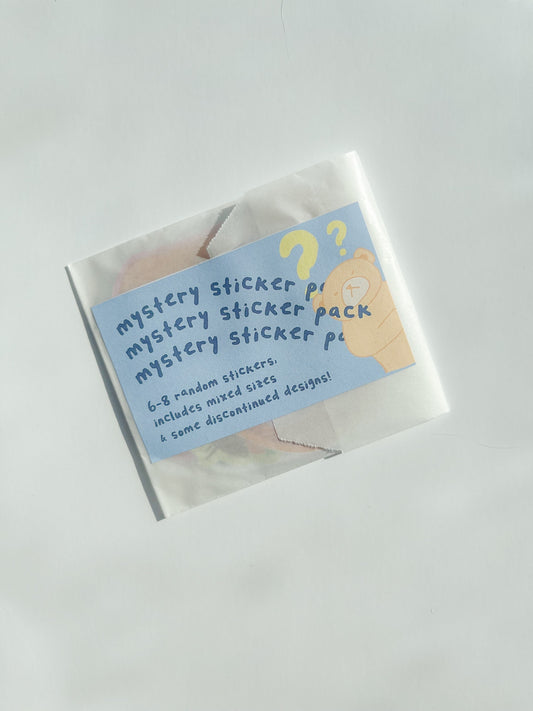 mystery sticker p
mystery sticker pack
mystery sticker pa
6-8 random stickers,
includes mixed sizes
& some discontinued designs!
? ?